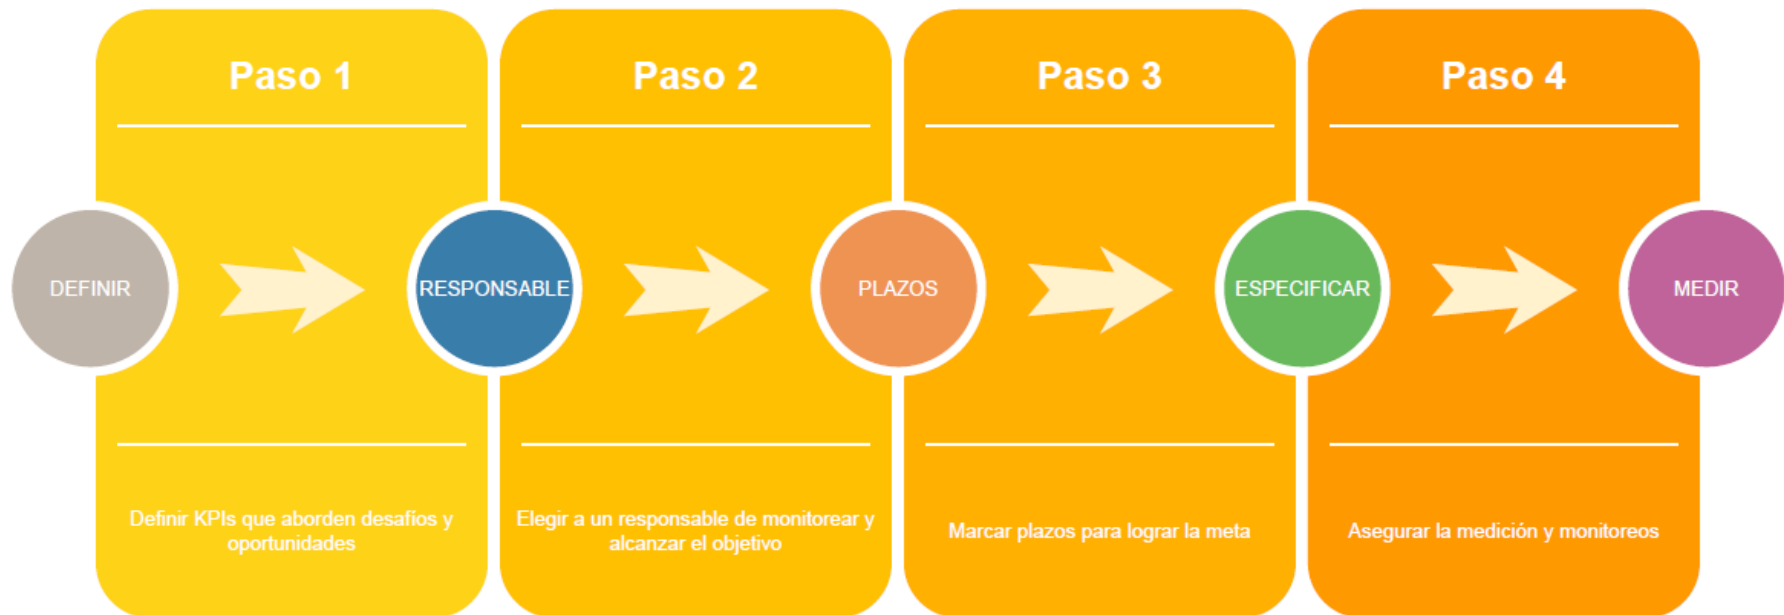 Paso 1
Paso 2
Paso 3
Paso 4
DEFINIR
RESPONSABLE
PLAZOS
ESPECIFICAR
MEDIR
Definir KPIs que aborden desafíos y
oportunidades
Elegir a un responsable de monitorear y
alcanzar el objetivo
Marcar plazos para lograr la meta
Asegurar la medición y monitoreos